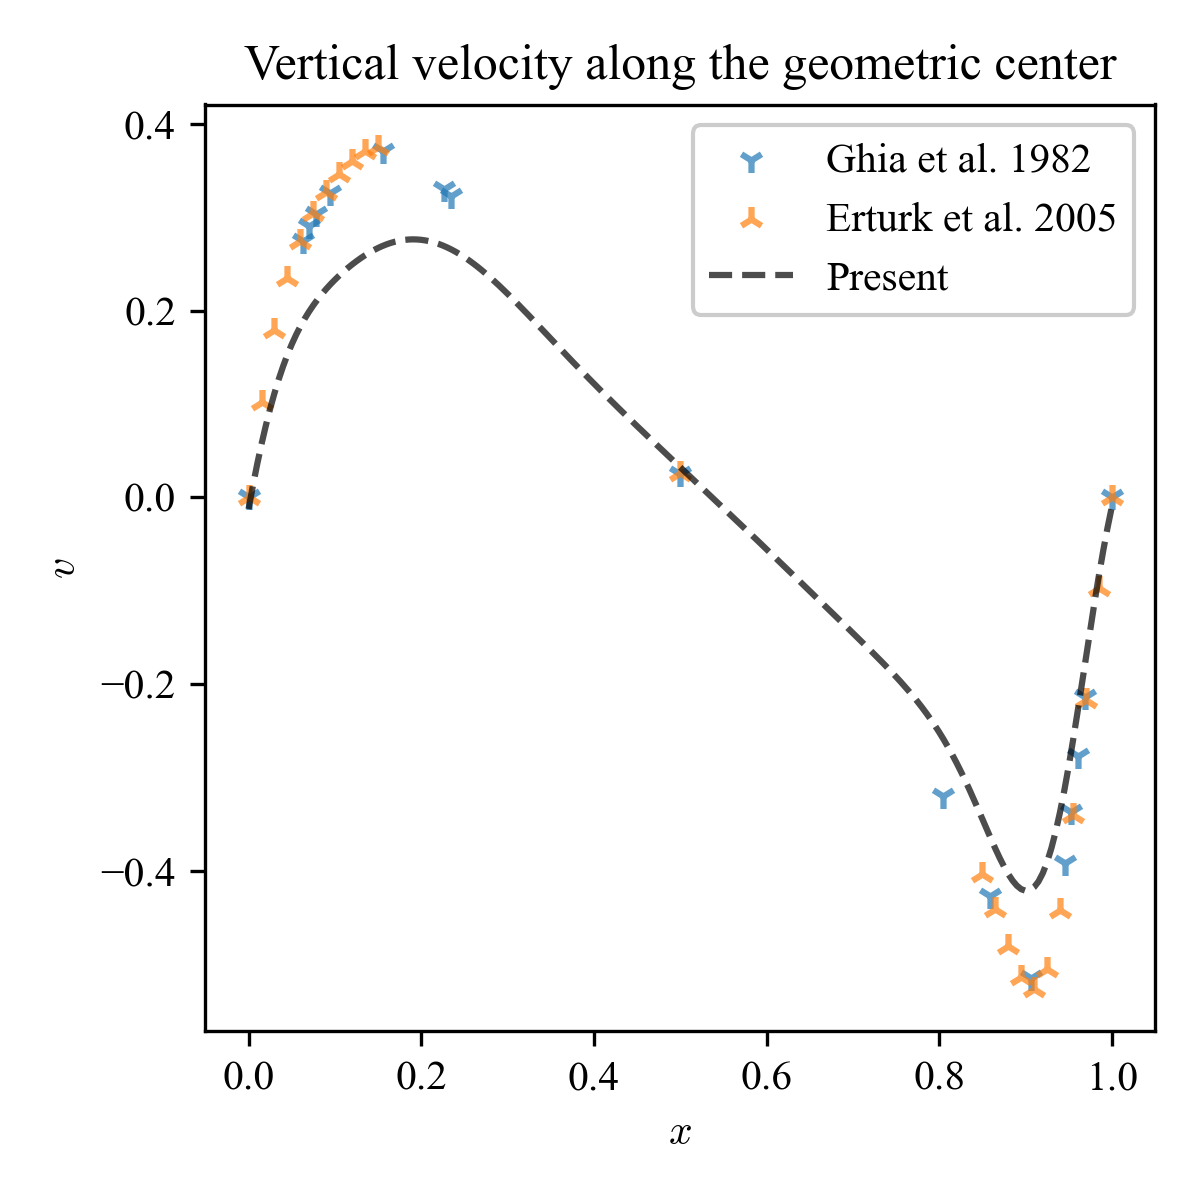 Vertical velocity along the geometric center
0.4
0.2
0.0
−0.2
−0.4
v
Ghia et al. 1982
Erturk et al. 2005
Present
0.0 0.2 0.4 0.6 0.8 1.0
x